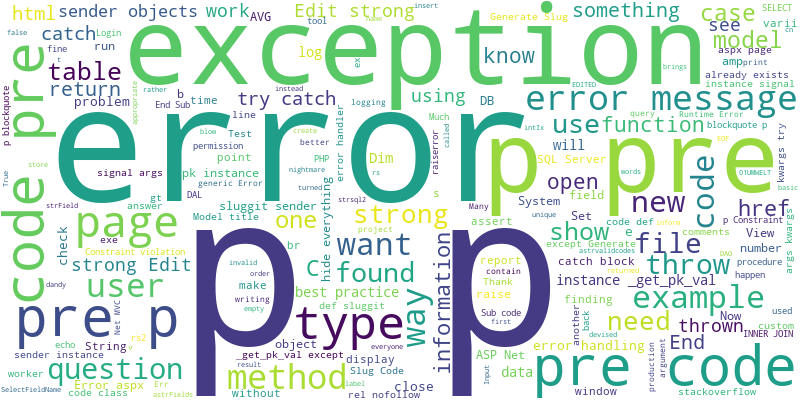 html
sender objects
work
AVG
Edit strong
tool
name
insert
Generate Slug
something
case
SELECT
varii
cn
false
fine
t
catch
Login
run
exception
log
ex
know
model
see
aspx page
amp
print
already exists
instance signal
table
return
problem
b
End Sub
time
try catch
rather
appropriate
instead
logging
using
DB
brings
EDITED
error message
p blockquote
code pre
error
line
Test
blow
permission
point
create
better
PHP
nightmare
turned
error handler
Dim
rs
Much
raiserror
called
intIx
use
function
query
Runtime Error
blockquote p
SQL Server
EOF
words
kwargs try
OlUNWELT
basic
signal args
pk instance
generic Error
DAL
p pre
will
open
new
code
href
True
store
strField
gt
answer
sluggit sender
Model title
strsql2
hide everything
one
strong
s
System
unique
assert
field
Set
code def
inform
comments
p Constraint
args kwargs
page
exe
check
Constraint violation
strong Edit
br
project
want
show
e
except Generate
astrvalidcodes
file
View
number
DAO
procedure
happen
dandy
user
invalid
order
make
writing
empty
C
found
way
information
report
contain
Thank
raise
catch block
instance _get_pk_val
finding
returned
throw
Now
used
custom
INNER JOIN
pre p
Net MVC
echo
rs2
String
v
sender instance
p
best practice
def sluggit
object
everyone
type
Sub code
first
another
back
devised
need
example
thrown
End
production
argument
question
worker
Error aspx
Err
SelectFieldName
code class
astrFields
_get_pk_val except
result
display
Slug Code
method
without
label
close
rel nofollow
p
Input
ASP Net
data
error handling
window
pre code
stackoverflow